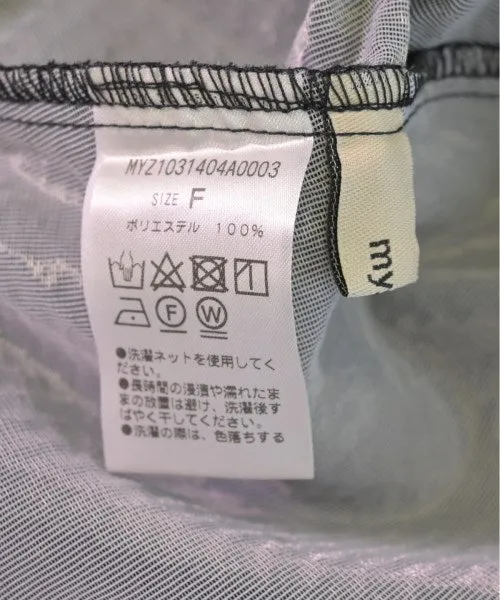 MYZ1031404A0003
SIZE F
ポリエステル 100%
F W
●洗濯ネットを使用してく
ださい。
●長時間の浸漬や濡れたま
まの放置は避け、洗濯後す
ばやく干してください
●洗濯の際は、色落ちする
my